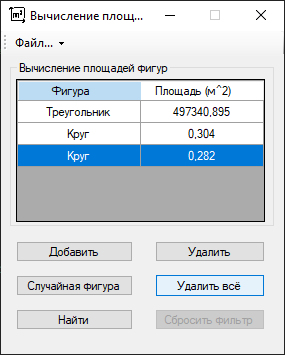 m² Вычисление площ...
Файл...
Вычисление площадей фигур
Фигура Площадь (м^2)
Треугольник 497340,895
Круг 0,304
Круг 0,282
Добавить Удалить
Случайная фигура Удалить всё
Найти Сбросить фильтр